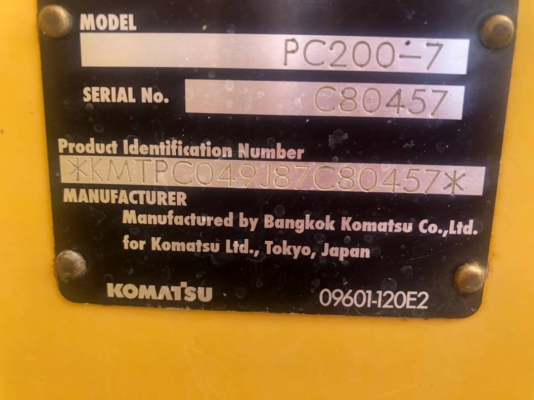 MODEL
PC200-7
SERIAL No.
C80457
Product Identification Number
*KMTPC049J87C80457*
MANUFACTURER
Manufactured by Bangkok Komatsu Co.,Ltd.
for Komatsu Ltd., Tokyo, Japan
KOMATSU
09601-120E2